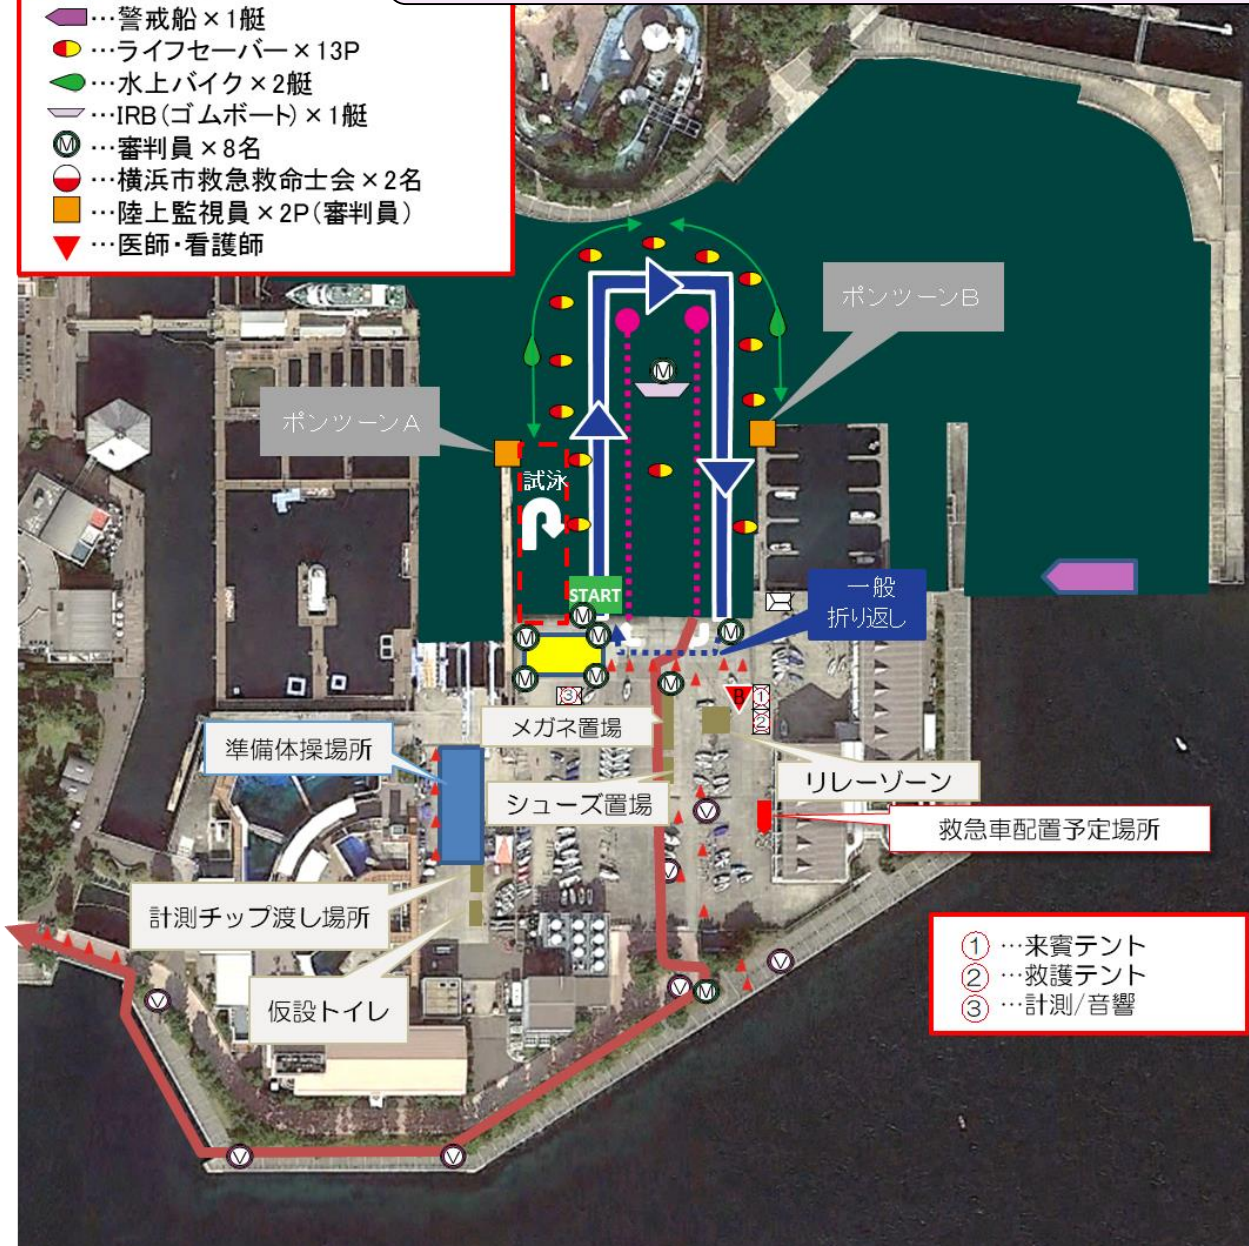 …警戒船×1艇
…ライフセーバー×13P
…水上バイク×2艇
…IRB(ゴムボート)×1艇
Ⓜ…審判員×8名
…横浜市救急救命士会×2名
…陸上監視員×2P(審判員)
…医師・看護師
ポンツーンB
M
ポンツーンA
試泳
START
一般
折り返し
M
M
M
M
M
M
M
③
B
①
②
メガネ置場
準備体操場所
シューズ置場
リレーゾーン
V
救急車配置予定場所
V
計測チップ渡し場所
仮設トイレ
V
V
M
V
V
V
①…来賓テント
②…救護テント
③…計測/音響